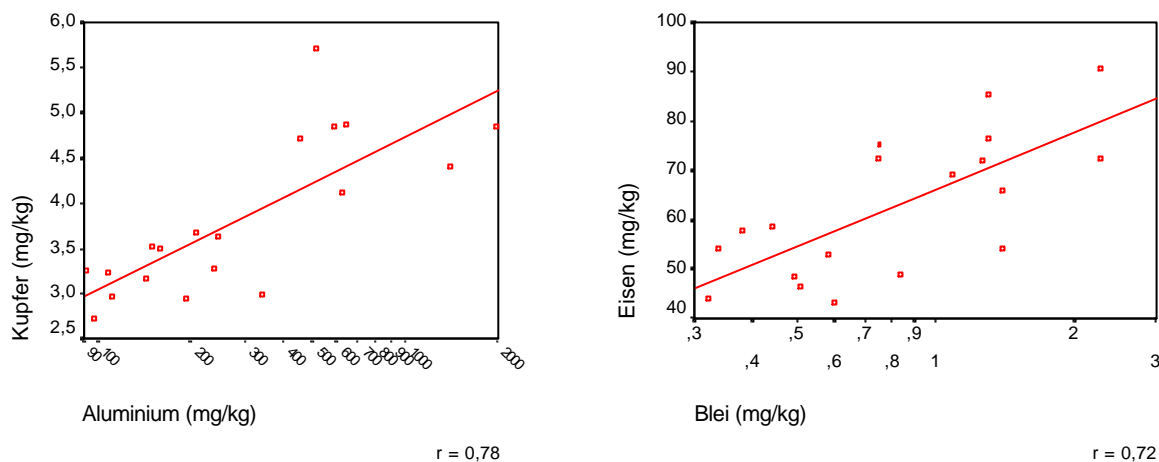 6,0
5,5
5,0
4,5
4,0
3,5
3,0
2,5
Kupfer (mg/kg)
90 100 200 300 400 500 600 700 800 900 1000 2000
Aluminium (mg/kg)
r = 0,78
100
90
80
70
60
50
40
Eisen (mg/kg)
,3 ,5 ,7 ,9 2
,4 ,6 ,8 1 3
Blei (mg/kg)
r = 0,72